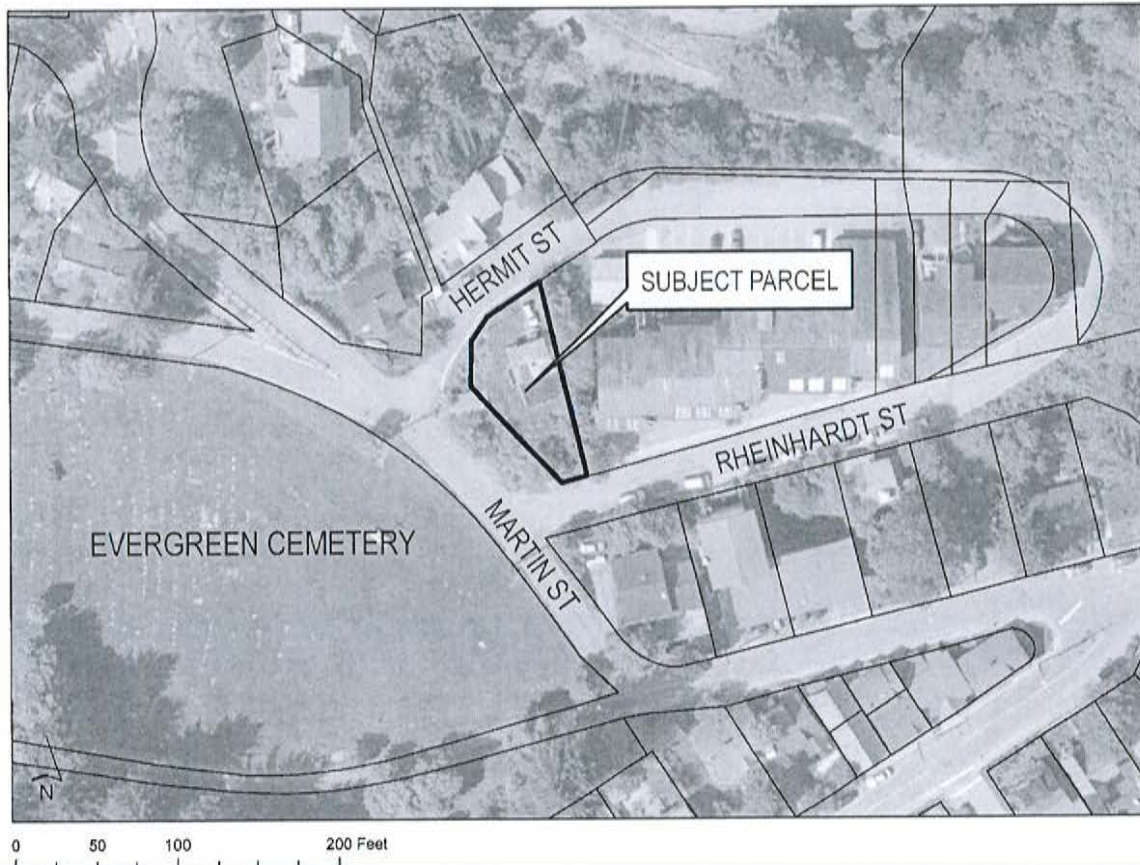 HERMIT ST
SUBJECT PARCEL
RHEINHARDT ST
MARTIN ST
EVERGREEN CEMETERY
N
0 50 100 200 Feet